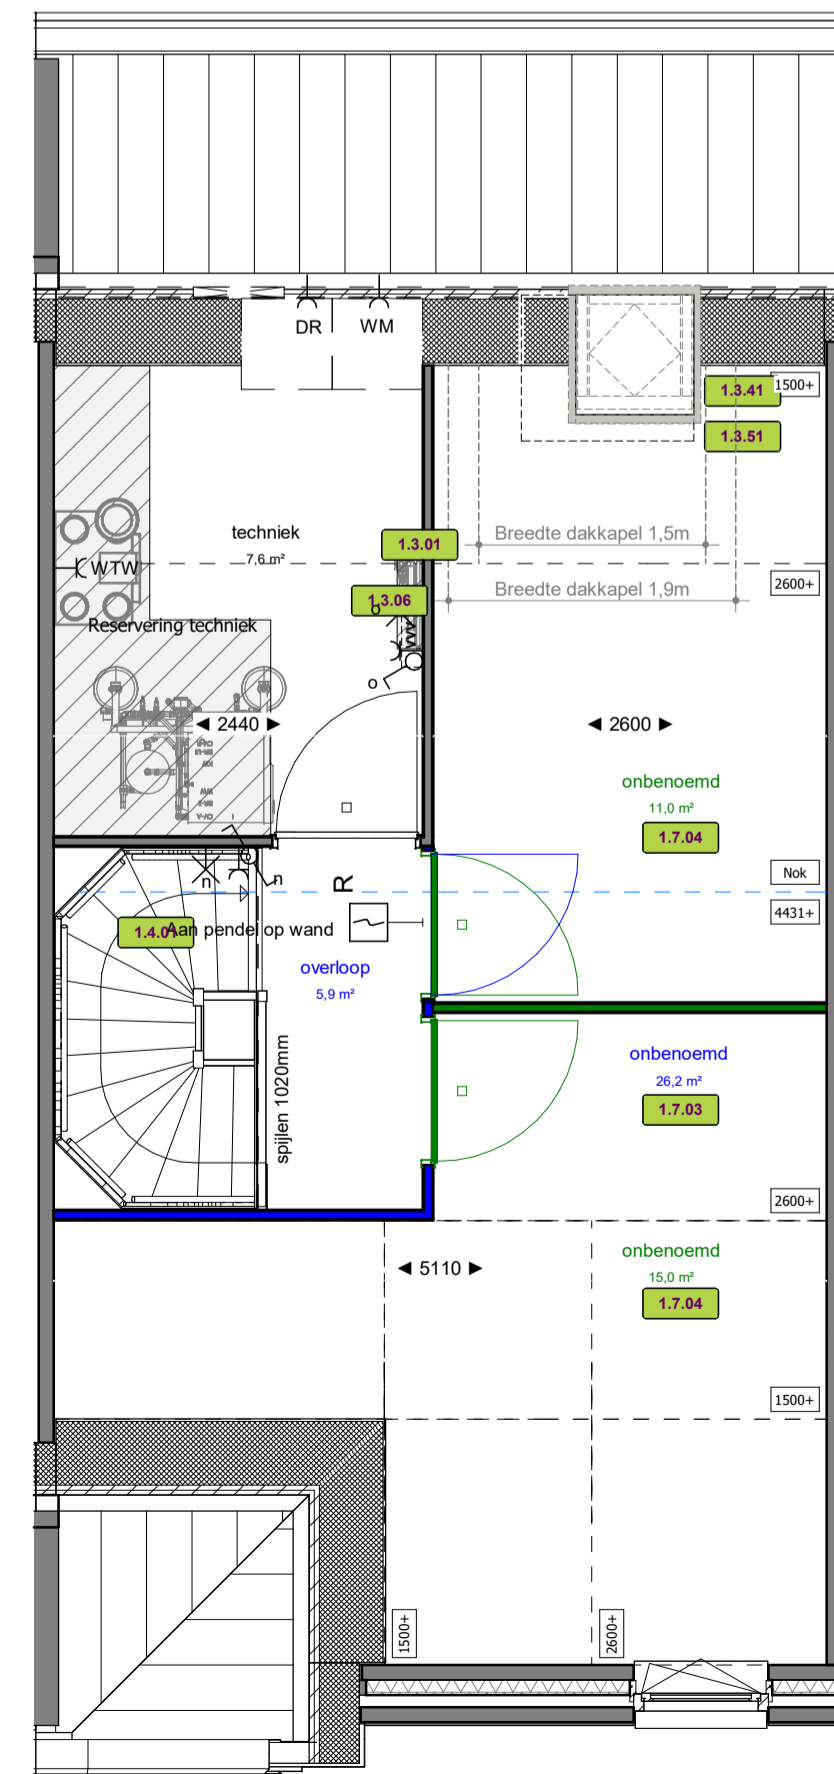 DR
WM
1.3.41
1500+
1.3.51
techniek
7,6 m²
1.3.01
Breedte dakkapel 1,5m
WTW
2600+
Breedte dakkapel 1,9m
1.3.06
o
Reservering techniek
VVV
o
◄ 2440 ►
◄ 2600 ►
onbenoemd
11,0 m²
1.7.04
Nok
n
n
R
4431+
1.4.01
Aan pendel op wand
overloop
5,9 m²
spijlen 1020mm
onbenoemd
26,2 m²
1.7.03
2600+
onbenoemd
◄ 5110 ►
15,0 m²
1.7.04
1500+
1500+
2600+